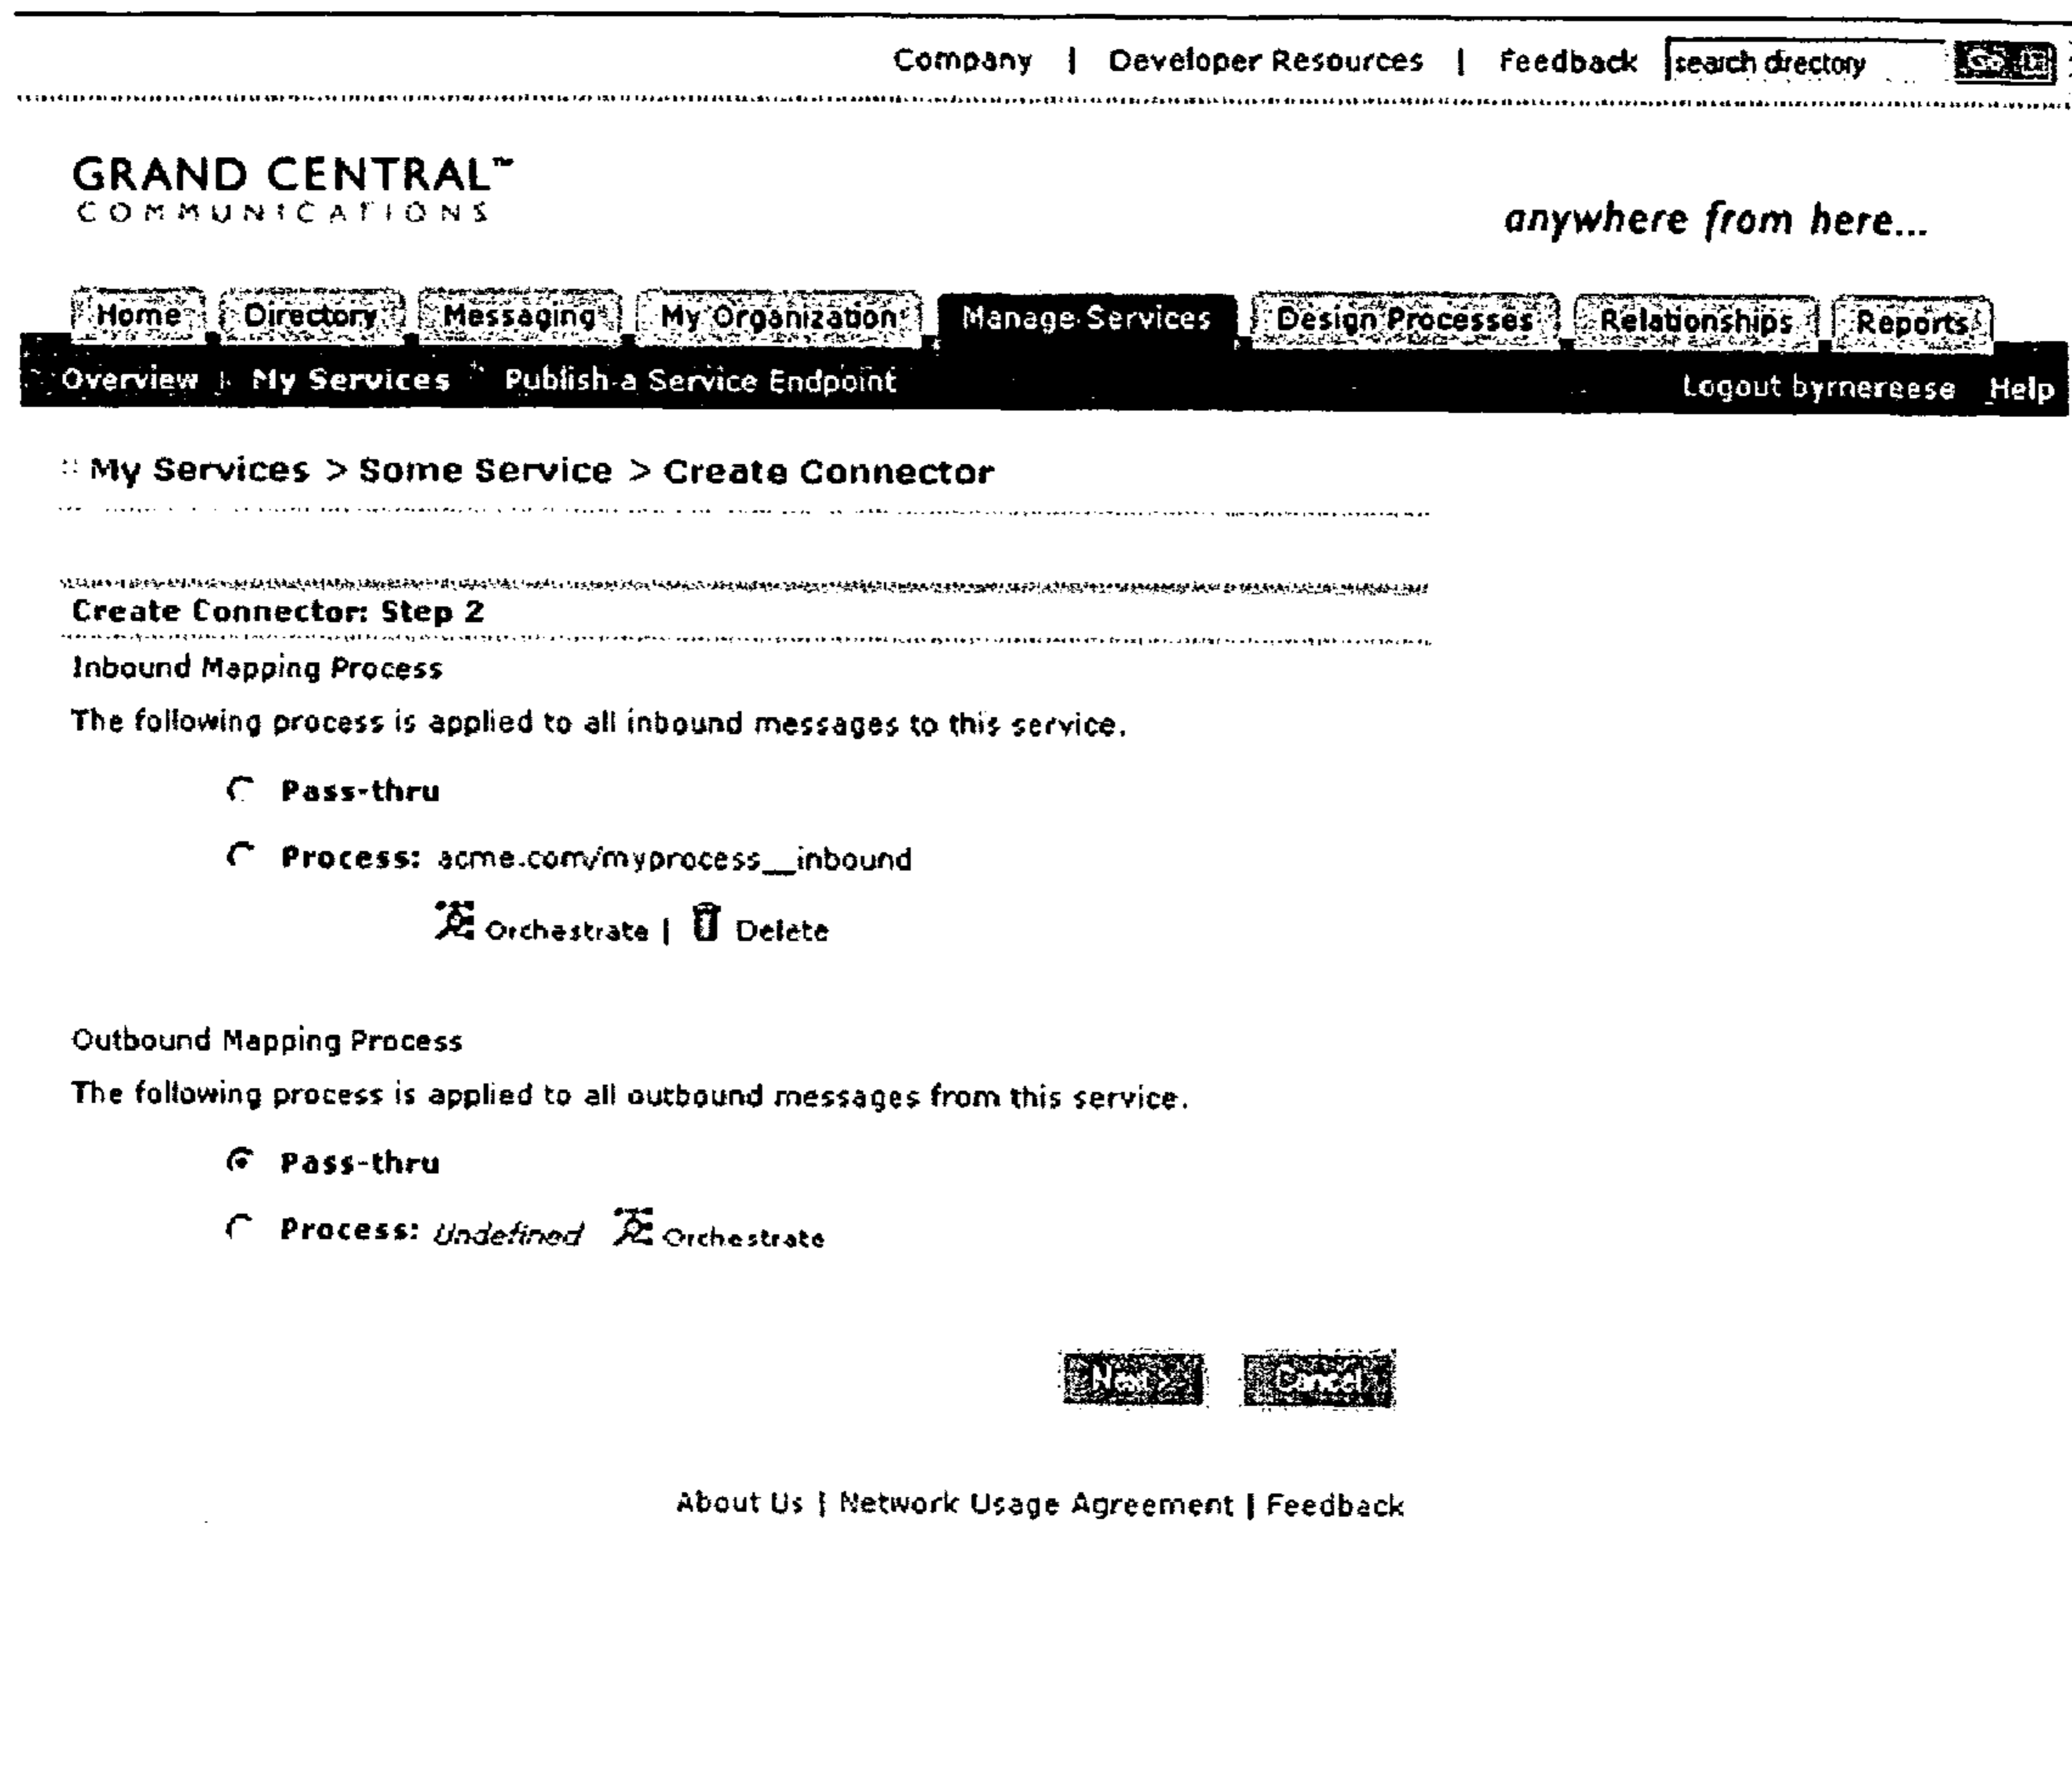 Company | Developer Resources | Feedback search directory
GRAND CENTRAL™
COMMUNICATIONS
anywhere from here...
Home Directory Messaging My Organization Manage Services Design Processes Relationships Reports
Overview | My Services Publish a Service Endpoint Logout byrnereese Help
:: My Services > Some Service > Create Connector
Create Connector: Step 2
Inbound Mapping Process
The following process is applied to all inbound messages to this service.
Pass-thru
Process: acme.com/myprocess__inbound
Orchestrate | Delete
Outbound Mapping Process
The following process is applied to all outbound messages from this service.
Pass-thru
Process: Undefined Orchestrate
Next > Cancel
About Us | Network Usage Agreement | Feedback